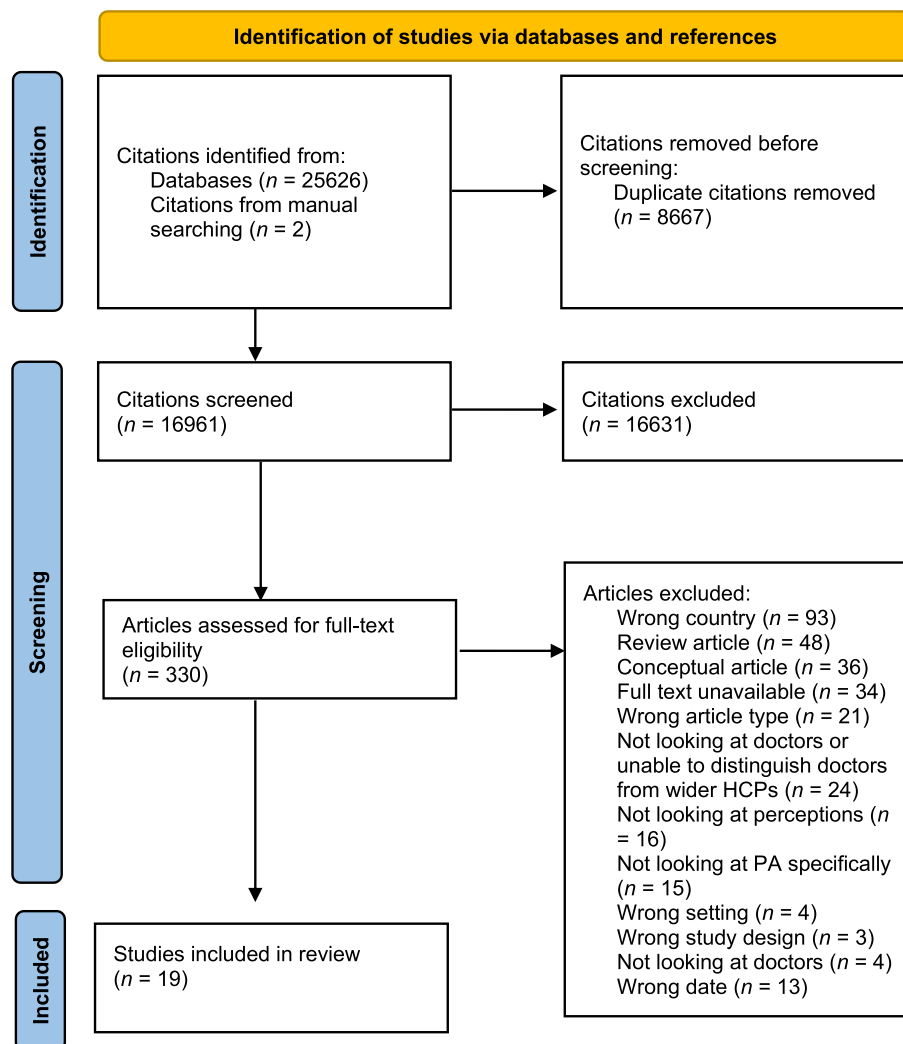 Identification of studies via databases and references
Identification
Citations identified from:
Databases (n = 25626)
Citations from manual
searching (n = 2)
Citations removed before
screening:
Duplicate citations removed
(n = 8667)
Screening
Citations screened
(n = 16961)
Citations excluded
(n = 16631)
Articles assessed for full-text
eligibility
(n = 330)
Articles excluded:
Wrong country (n = 93)
Review article (n = 48)
Conceptual article (n = 36)
Full text unavailable (n = 34)
Wrong article type (n = 21)
Not looking at doctors or
unable to distinguish doctors
from wider HCPs (n = 24)
Not looking at perceptions (n
= 16)
Not looking at PA specifically
(n = 15)
Wrong setting (n = 4)
Wrong study design (n = 3)
Not looking at doctors (n = 4)
Wrong date (n = 13)
Included
Studies included in review
(n = 19)